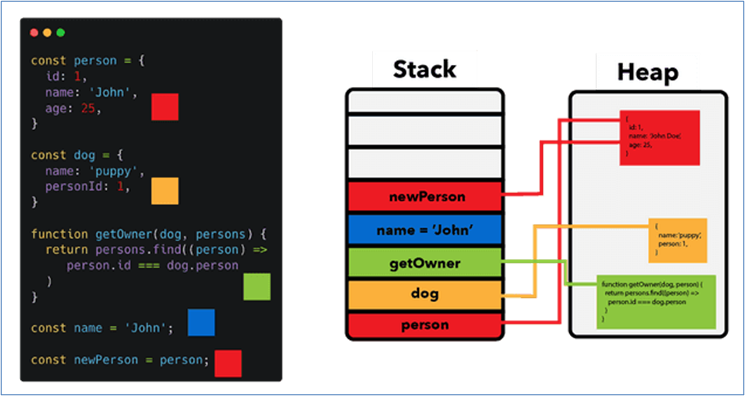 const person = {
id: 1,
name: 'John',
age: 25,
}
const dog = {
name: 'puppy',
personId: 1,
}
function getOwner(dog, persons) {
return persons.find((person) =>
person.id === dog.person
)
}
const name = 'John';
const newPerson = person;
Stack
newPerson
name = ‘John’
getOwner
dog
person
Heap
{
id: 1,
name: 'John Doe',
age: 25,
}
{
name: 'puppy',
person: 1,
}
function getOwner(dog, person) {
return persons.find((person) =>
person.id === dog.person
)
}